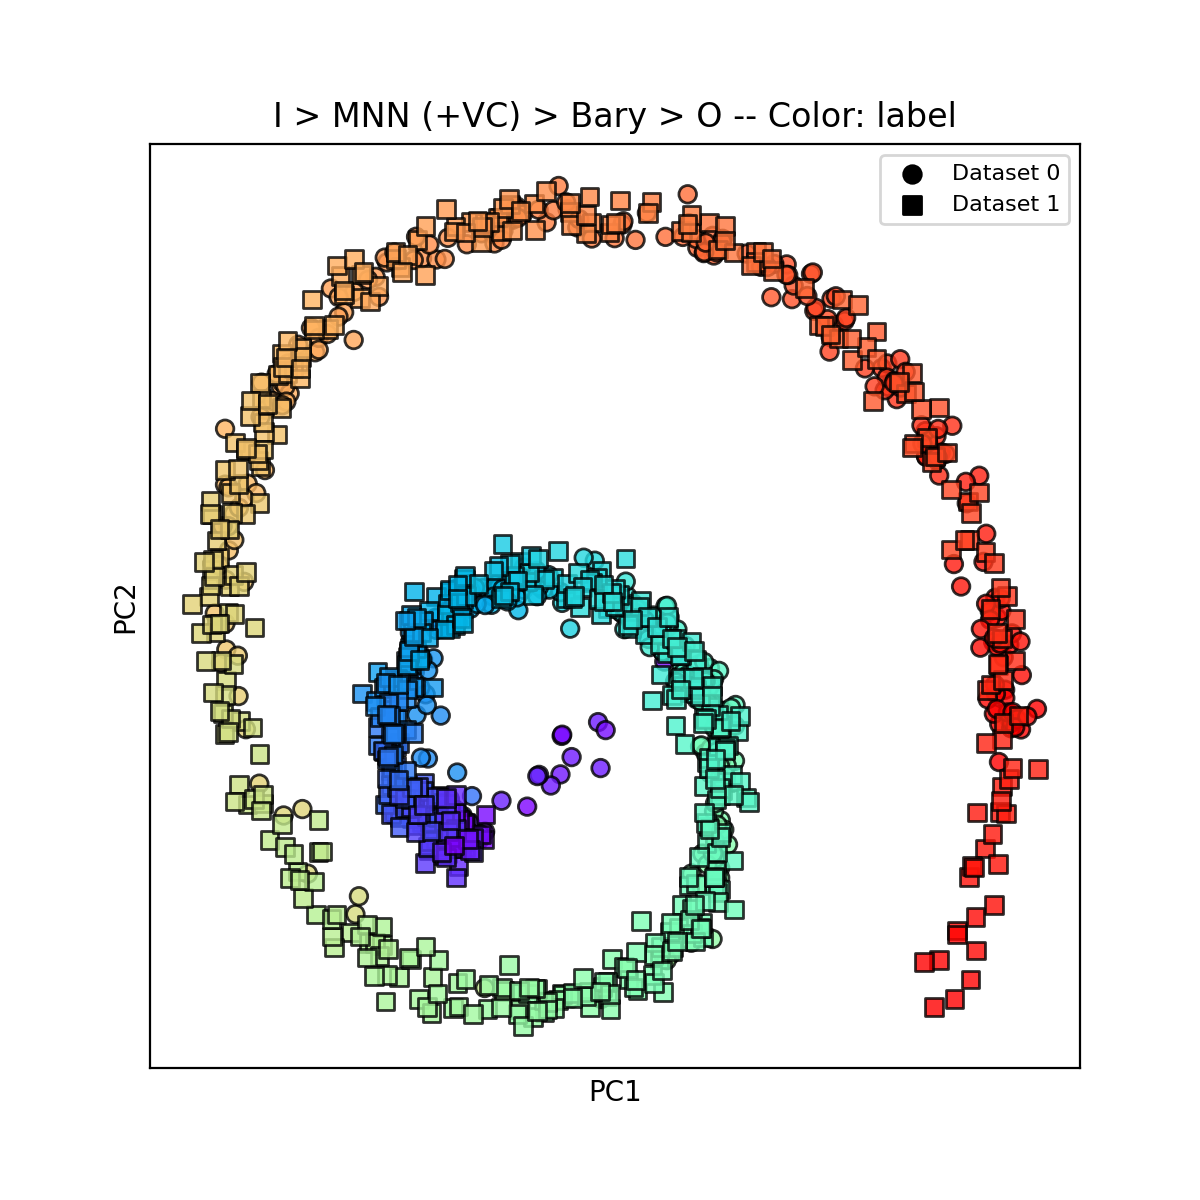 I > MNN (+VC) > Bary > O -- Color: label
Dataset 0
Dataset 1
PC2
PC1